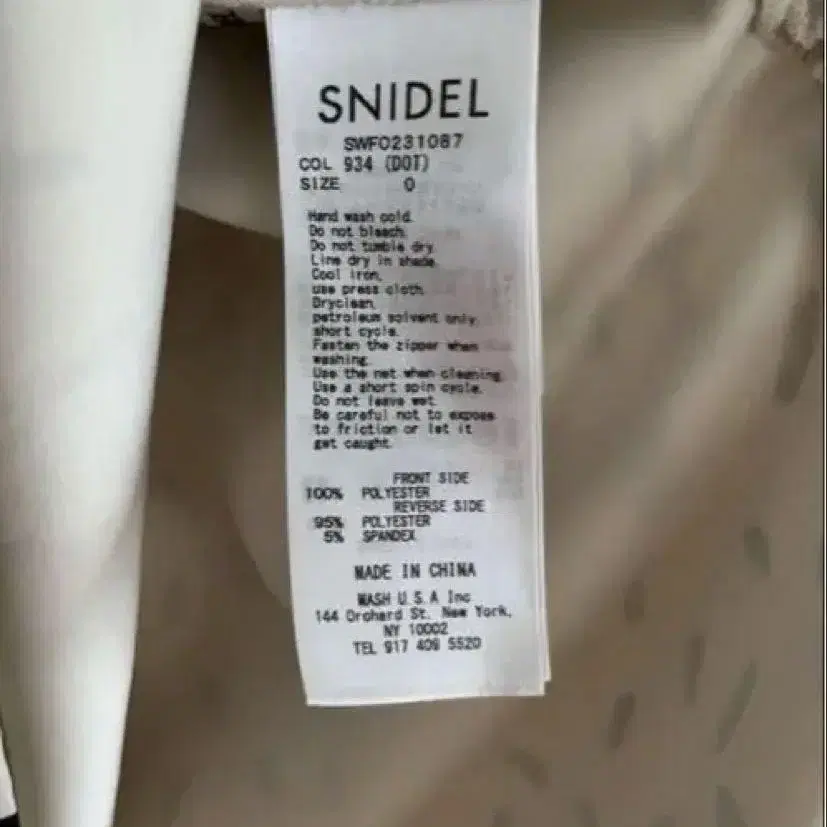 SNIDEL
SWFO231087
COL 934 (DOT)
SIZE 0
Hand wash cold.
Do not bleach.
Do not tumble dry.
Line dry in shade.
Cool iron.
use press cloth.
Dryclean,
petroleum solvent only.
short cycle.
Fasten the zipper when
washing.
Use the net when cleaning.
Use a short spin cycle.
Do not leave wet.
Be careful not to expose
to friction or let it
get caught.
FRONT SIDE
100% POLYESTER
REVERSE SIDE
95% POLYESTER
5% SPANDEX
MADE IN CHINA
MASH U.S.A Inc
144 Orchard St. New York,
NY 10002
TEL 917 409 5520